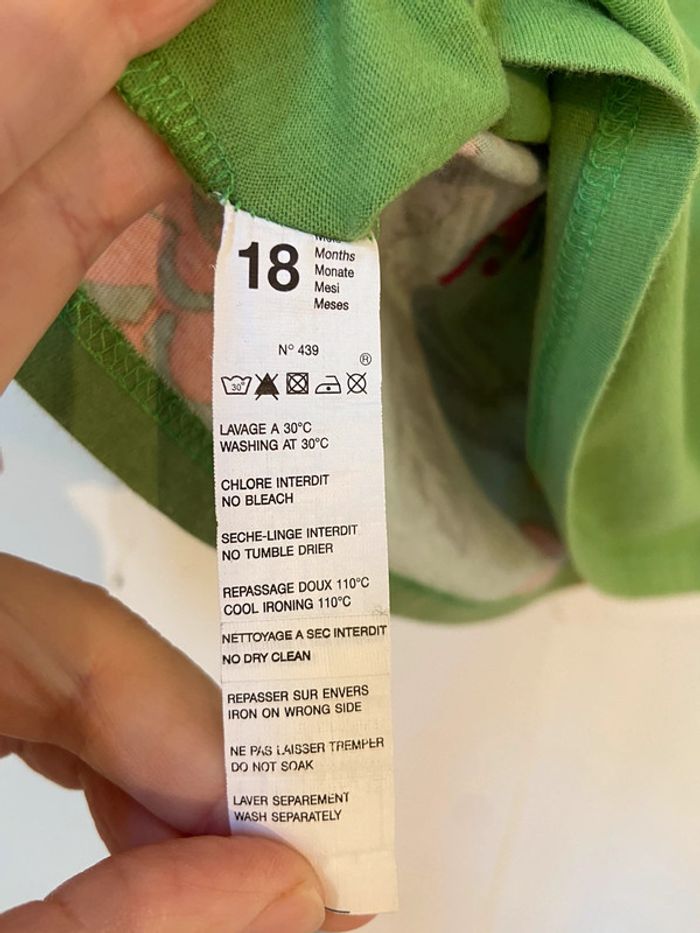 18
Months
Monate
Mesi
Meses
N° 439
®
30°
LAVAGE A 30°C
WASHING AT 30°C
CHLORE INTERDIT
NO BLEACH
SECHE-LINGE INTERDIT
NO TUMBLE DRIER
REPASSAGE DOUX 110°C
COOL IRONING 110°C
NETTOYAGE A SEC INTERDIT
NO DRY CLEAN
REPASSER SUR ENVERS
IRON ON WRONG SIDE
NE PAS LAISSER TREMPER
DO NOT SOAK
LAVER SEPAREMENT
WASH SEPARATELY